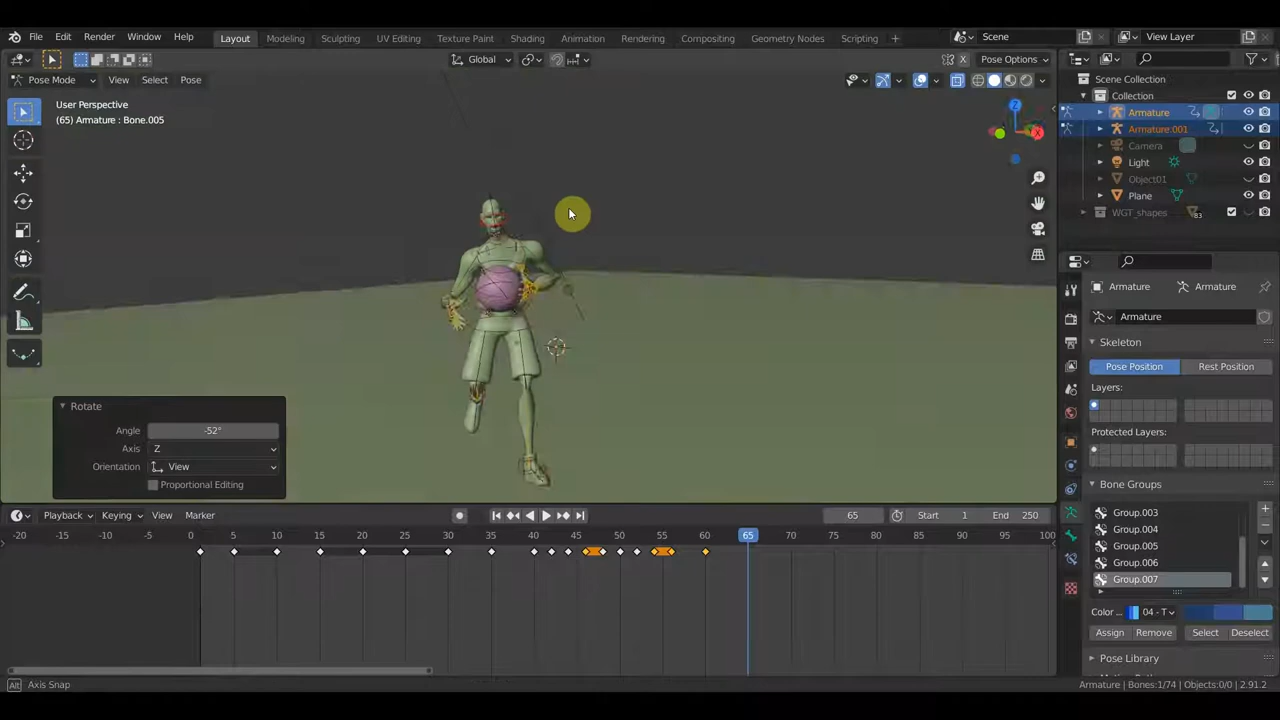 File Edit Render Window Help Layout Modeling Sculpting UV Editing Texture Paint Shading Animation Rendering Compositing Geometry Nodes Scripting + Scene View Layer
Global X Pose Options
Pose Mode View Select Pose
Scene Collection
Collection
Armature
Armature.001
Camera
Light
Object01
Plane
WGT_shapes 83
User Perspective
(65) Armature : Bone.005
Z
X
Armature Armature
Armature
Skeleton
Pose Position Rest Position
Layers:
Protected Layers:
Bone Groups
Group.003
Group.004
Group.005
Group.006
Group.007
Color ... 04 - T
Assign Remove Select Deselect
Pose Library
Rotate
Angle -52°
Axis Z
Orientation View
Proportional Editing
Playback Keying View Marker 65 Start 1 End 250
-20 -15 -10 -5 0 5 10 15 20 25 30 35 40 45 50 55 60 65 70 75 80 85 90 95 100
Alt Axis Snap
Armature | Bones:1/74 | Objects:0/0 | 2.91.2